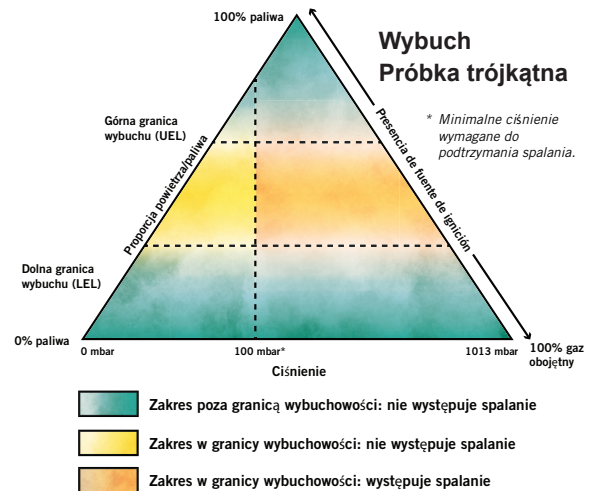 100% paliwa
Wybuch
Próbka trójkątna
* Minimalne ciśnienie
wymagane do
podtrzymania spalania.
Górna granica
wybuchu (UEL)
Proporcja powietrza/paliwa
Presencia de fuente de ignición
Dolna granica
wybuchu (LEL)
0% paliwa
0 mbar
100 mbar*
1013 mbar
100% gaz
obojętny
Ciśnienie
Zakres poza granicą wybuchowości: nie występuje spalanie
Zakres w granicy wybuchowości: nie występuje spalanie
Zakres w granicy wybuchowości: występuje spalanie